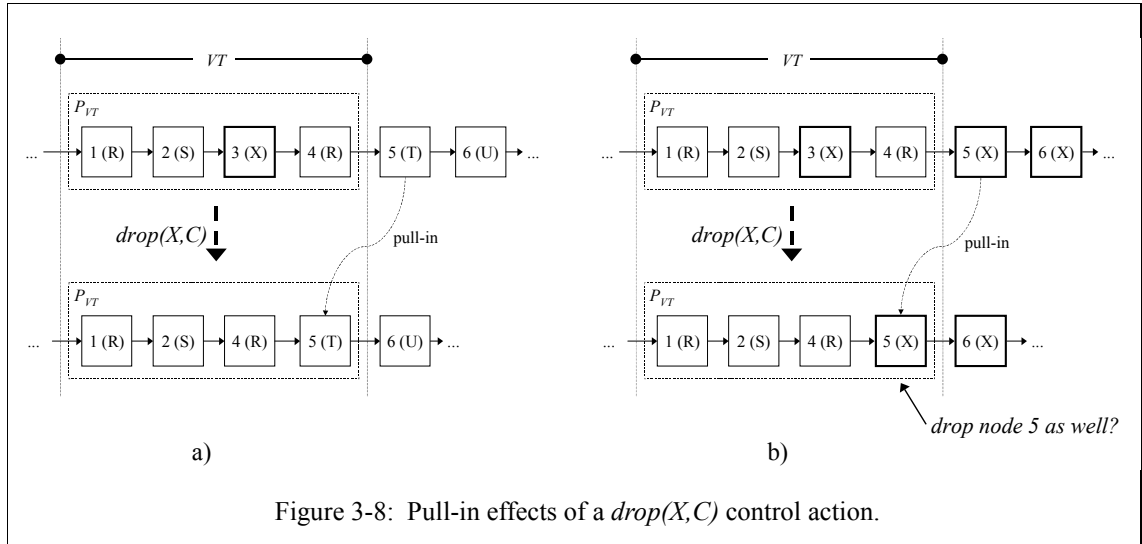 VT
P_VT
... 1 (R) 2 (S) 3 (X) 4 (R) 5 (T) 6 (U) ...
drop(X,C)
pull-in
P_VT
... 1 (R) 2 (S) 4 (R) 5 (T) 6 (U) ...
a)
VT
P_VT
... 1 (R) 2 (S) 3 (X) 4 (R) 5 (X) 6 (X) ...
drop(X,C)
pull-in
P_VT
... 1 (R) 2 (S) 4 (R) 5 (X) 6 (X) ...
drop node 5 as well?
b)
Figure 3-8: Pull-in effects of a drop(X,C) control action.